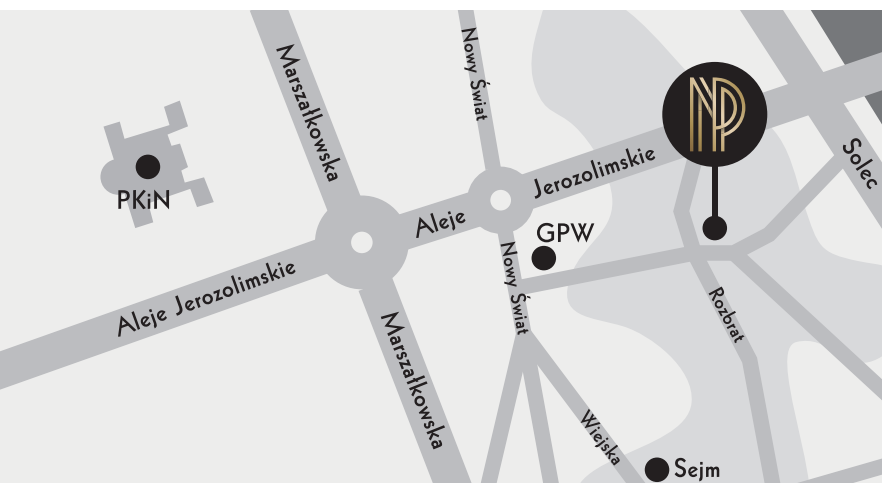 Nowy Świat
Marszałkowska
NP
Solec
Jerozolimskie
PKiN
Aleje
GPW
Nowy Świat
Aleje Jerozolimskie
Rozbrat
Marszałkowska
Wiejska
Sejm